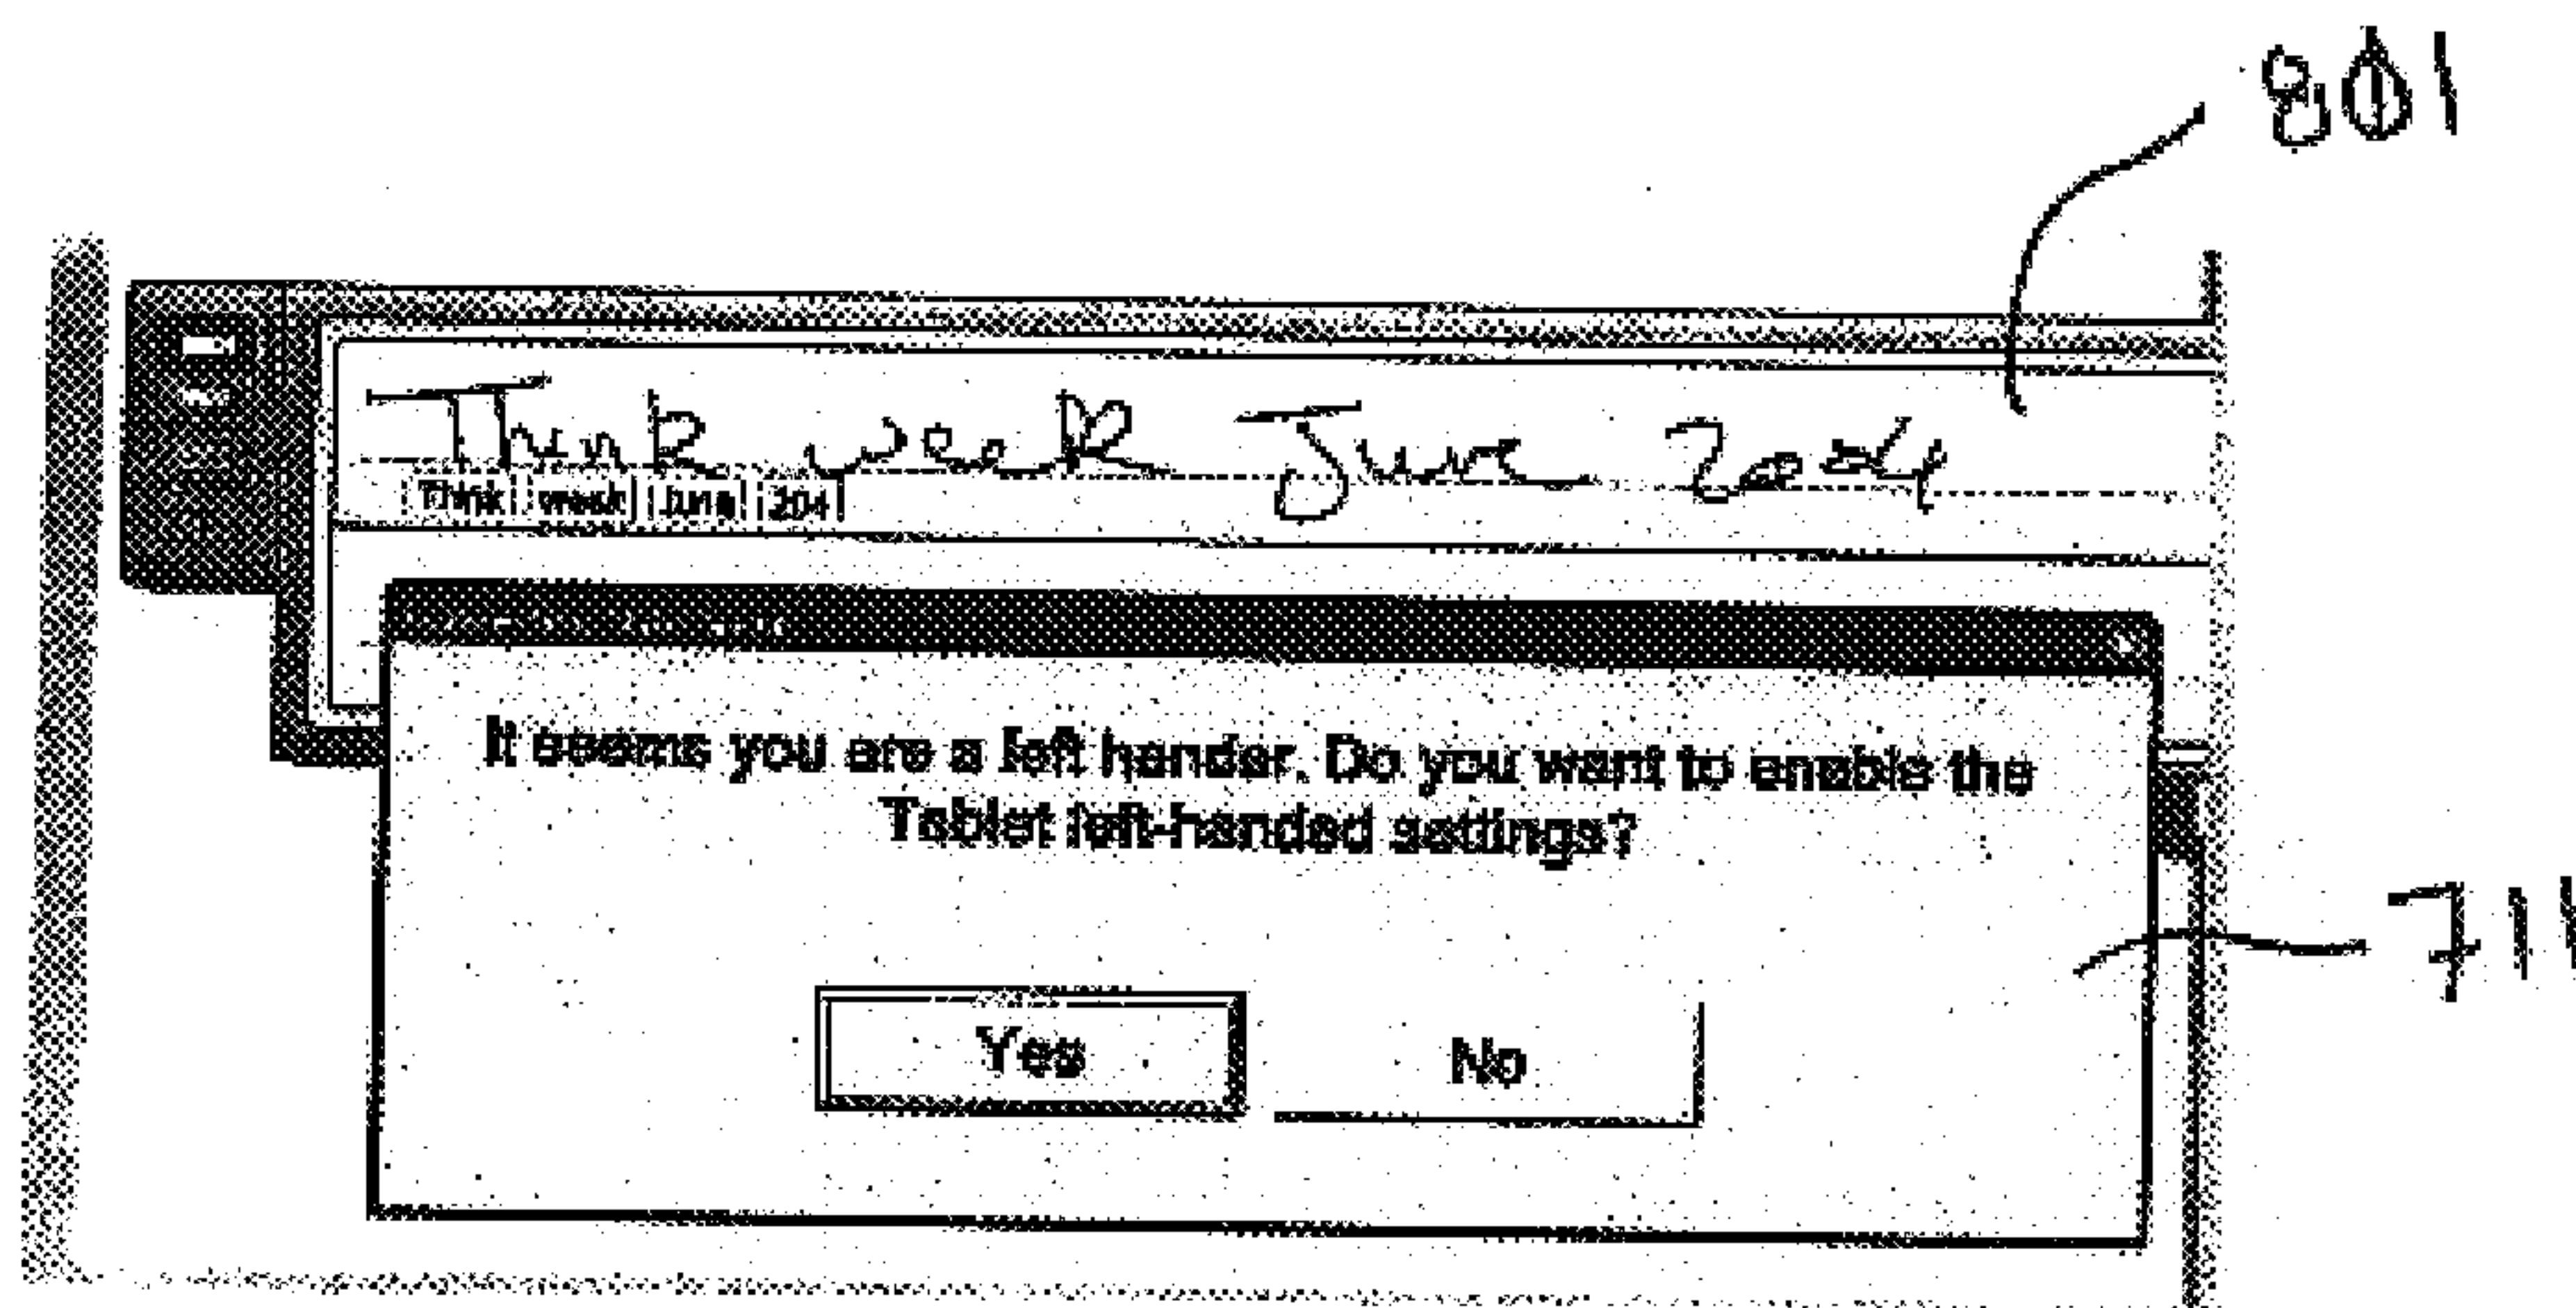 801
Think week June 2004
Think week June 204
It seems you are a left hander. Do you want to enable the
Tablet left-handed settings?
Yes No